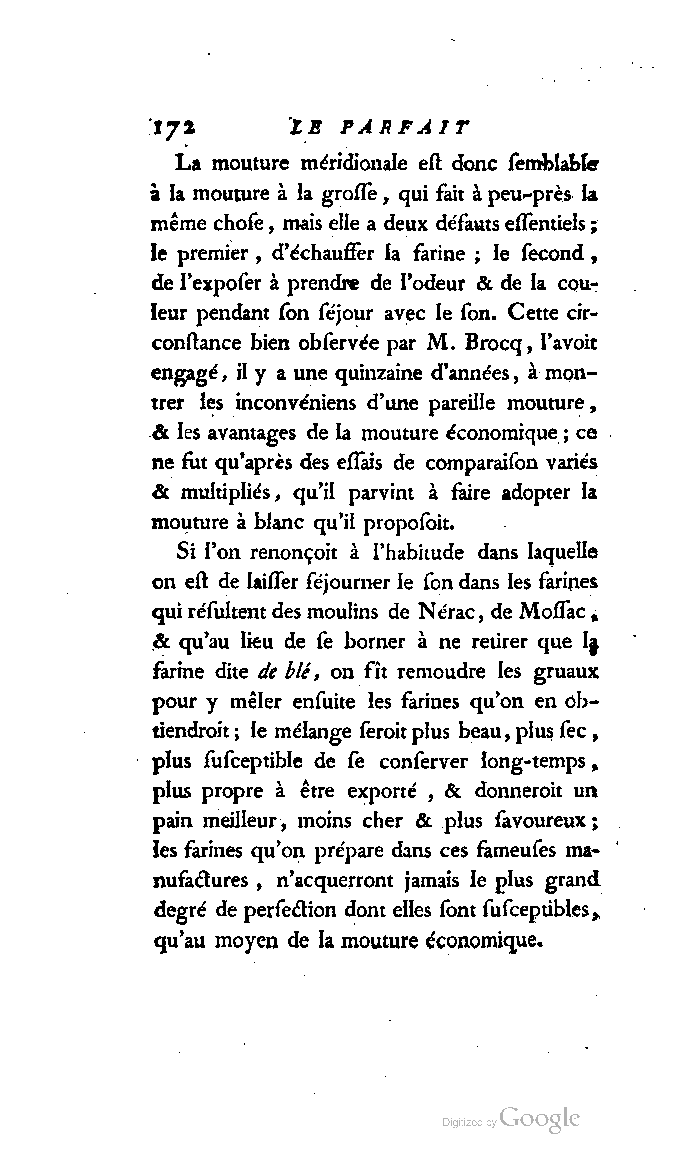 172 LE PARFAIT
La mouture méridionale eſt donc ſemblable
à la mouture à la groſſe, qui fait à peu-près la
même choſe, mais elle a deux défauts eſſentiels;
le premier, d'échauffer la farine; le ſecond,
de l'expoſer à prendre de l'odeur & de la cou-
leur pendant ſon ſéjour avec le ſon. Cette cir-
conſtance bien obſervée par M. Brocq, l'avoit
engagé, il y a une quinzaine d'années, à mon-
trer les inconvéniens d'une pareille mouture,
& les avantages de la mouture économique; ce
ne fut qu'après des eſſais de comparaiſon variés
& multipliés, qu'il parvint à faire adopter la
mouture à blanc qu'il propoſoit.
Si l'on renonçoit à l'habitude dans laquelle
on eſt de laiſſer ſéjourner le ſon dans les farines
qui réſultent des moulins de Nérac, de Moſſac,
& qu'au lieu de ſe borner à ne retirer que la
farine dite de blé, on fît remoudre les gruaux
pour y mêler enſuite les farines qu'on en ob-
tiendroit; le mélange ſeroit plus beau, plus ſec,
plus ſuſceptible de ſe conſerver long-temps,
plus propre à être exporté, & donneroit un
pain meilleur, moins cher & plus ſavoureux;
les farines qu'on prépare dans ces fameuſes ma-
nufactures, n'acquerront jamais le plus grand
degré de perfection dont elles ſont ſuſceptibles,
qu'au moyen de la mouture économique.
Digitized by Google